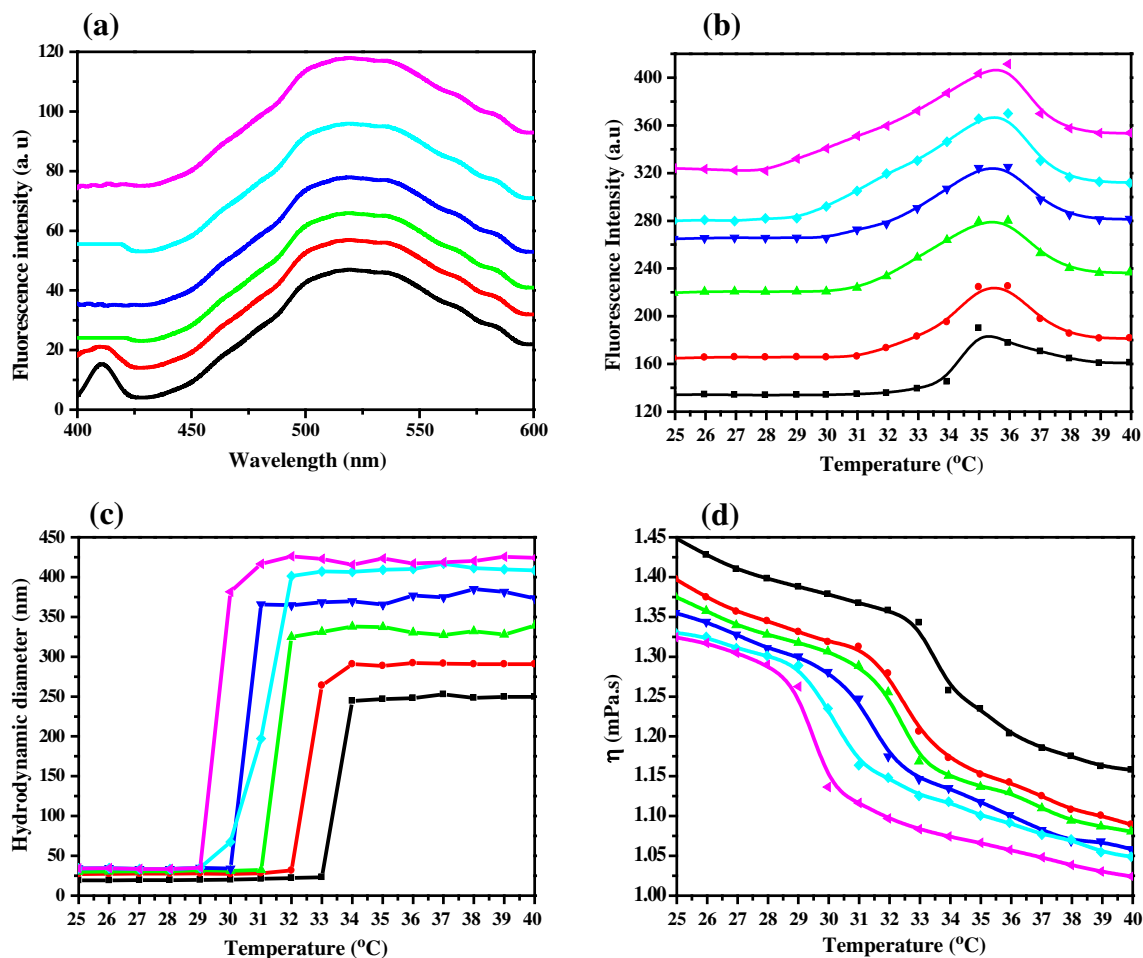 (a)
120
100
80
60
40
20
0
400 450 500 550 600
Wavelength (nm)
Fluorescence intensity (a. u)
(b)
400
360
320
280
240
200
160
120
25 26 27 28 29 30 31 32 33 34 35 36 37 38 39 40
Temperature (°C)
Fluorescence Intensity (a.u)
(c)
450
400
350
300
250
200
150
100
50
0
25 26 27 28 29 30 31 32 33 34 35 36 37 38 39 40
Temperature (°C)
Hydrodynamic diameter (nm)
(d)
1.45
1.40
1.35
1.30
1.25
1.20
1.15
1.10
1.05
1.00
25 26 27 28 29 30 31 32 33 34 35 36 37 38 39 40
Temperature (°C)
η (mPa.s)